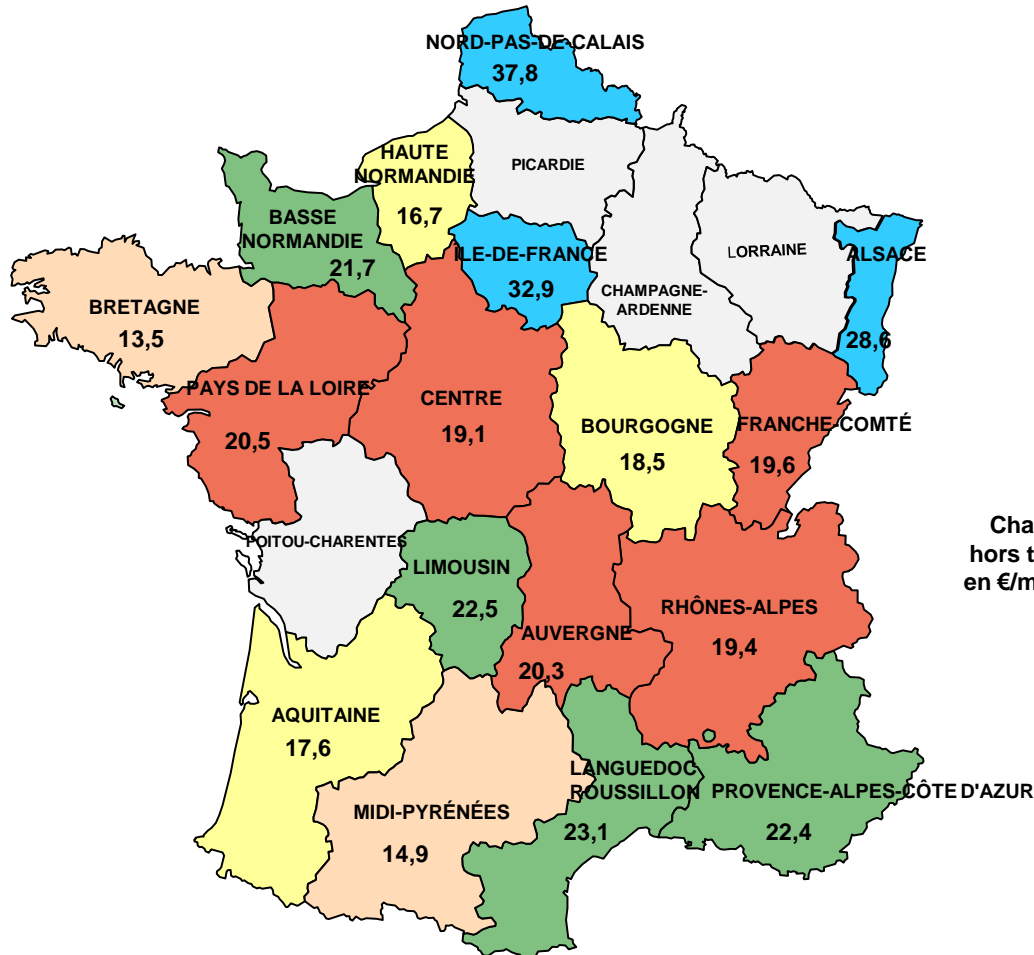 NORD-PAS-DE-CALAIS
37,8
HAUTE
NORMANDIE
16,7
PICARDIE
BASSE
NORMANDIE
21,7
ILE-DE-FRANCE
32,9
LORRAINE
ALSACE
28,6
CHAMPAGNE-
ARDENNE
BRETAGNE
13,5
PAYS DE LA LOIRE
20,5
CENTRE
19,1
BOURGOGNE
18,5
FRANCHE-COMTÉ
19,6
POITOU-CHARENTES
LIMOUSIN
22,5
AUVERGNE
20,3
RHÔNES-ALPES
19,4
Cha
hors t
en €/m
AQUITAINE
17,6
MIDI-PYRÉNÉES
14,9
LANGUEDOC
ROUSSILLON
23,1
PROVENCE-ALPES-CÔTE D'AZUR
22,4